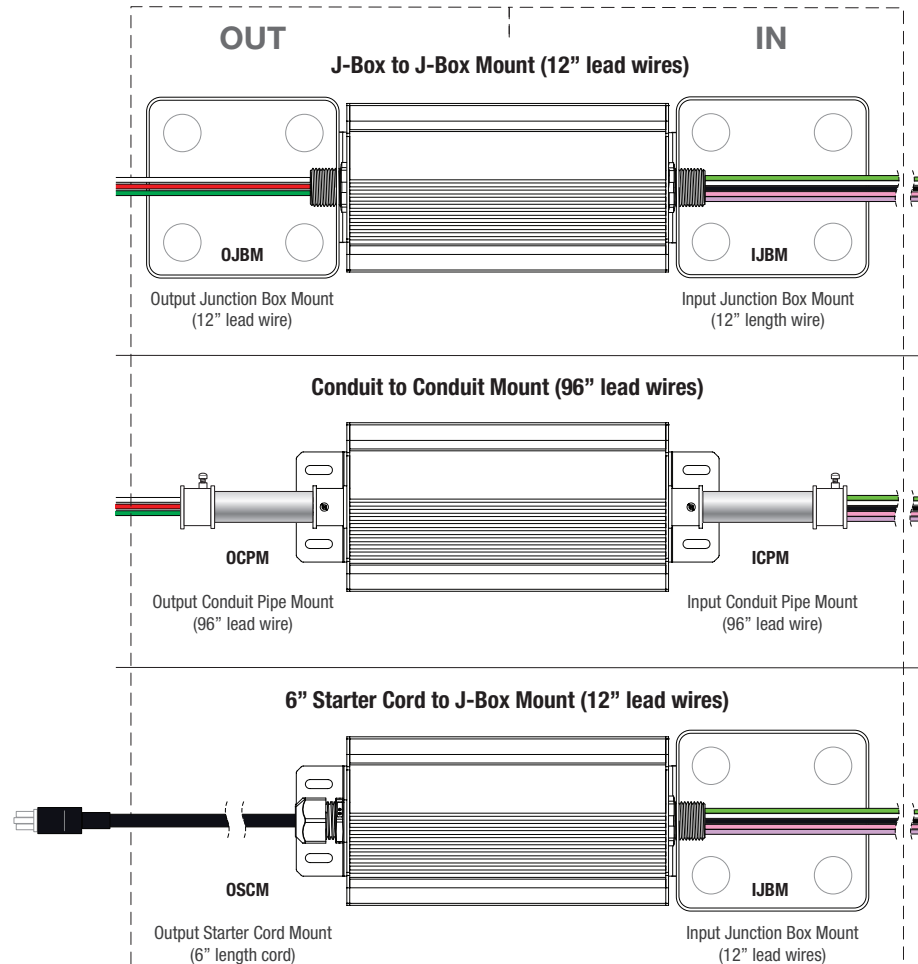 OUT
IN
J-Box to J-Box Mount (12” lead wires)
OJBM
IJBM
Output Junction Box Mount
(12” lead wire)
Input Junction Box Mount
(12” length wire)
Conduit to Conduit Mount (96” lead wires)
OCPM
ICPM
Output Conduit Pipe Mount
(96” lead wire)
Input Conduit Pipe Mount
(96” lead wire)
6” Starter Cord to J-Box Mount (12” lead wires)
OSCM
IJBM
Output Starter Cord Mount
(6” length cord)
Input Junction Box Mount
(12” lead wires)